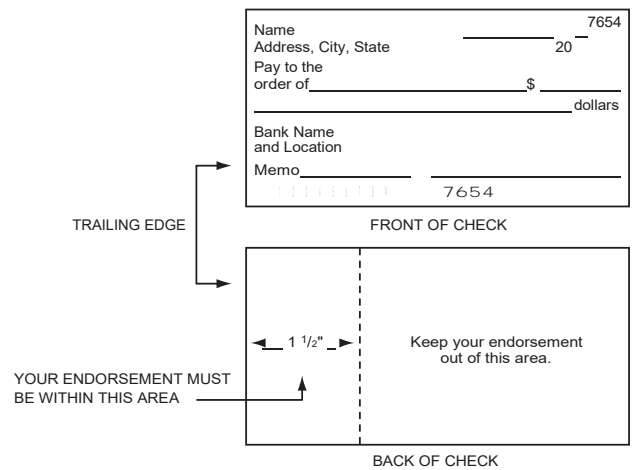 7654
Name
Address, City, State 20
Pay to the
order of $
dollars
Bank Name
and Location
Memo
7654
TRAILING EDGE
FRONT OF CHECK
1 1/2"
Keep your endorsement
out of this area.
YOUR ENDORSEMENT MUST
BE WITHIN THIS AREA
BACK OF CHECK